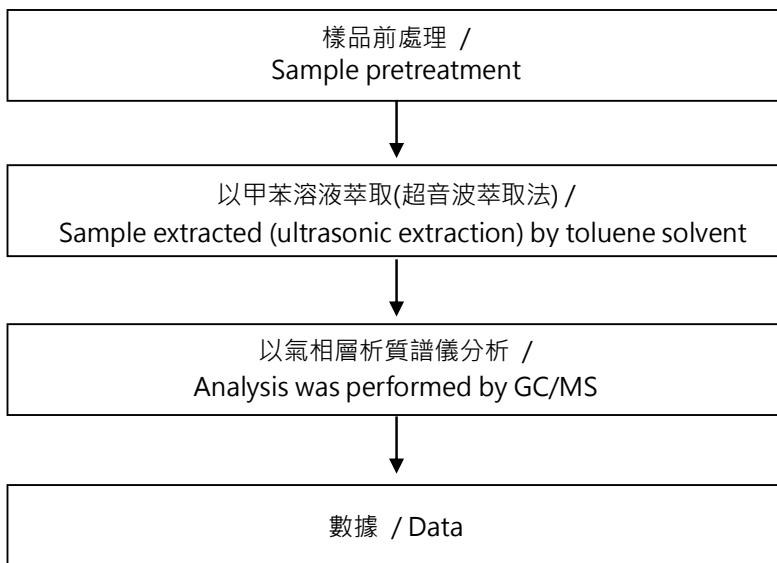 樣品前處理 /
Sample pretreatment
以甲苯溶液萃取(超音波萃取法) /
Sample extracted (ultrasonic extraction) by toluene solvent
以氣相層析質譜儀分析 /
Analysis was performed by GC/MS
數據 / Data